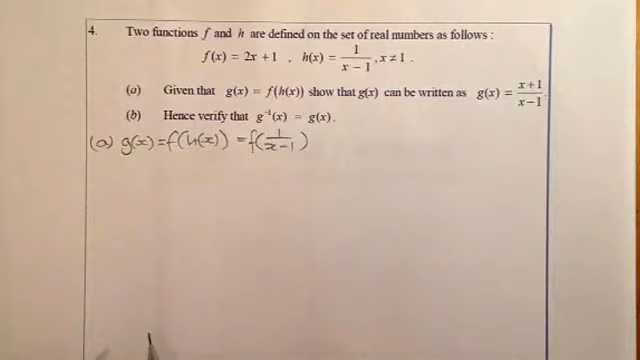 4. Two functions f and h are defined on the set of real numbers as follows :
f(x) = 2x + 1 , h(x) = 1/(x − 1) , x ≠ 1 .
(a) Given that g(x) = f(h(x)) show that g(x) can be written as g(x) = (x+1)/(x−1).
(b) Hence verify that g⁻¹(x) = g(x).
(a) g(x) = f(h(x)) = f(1/(x−1))